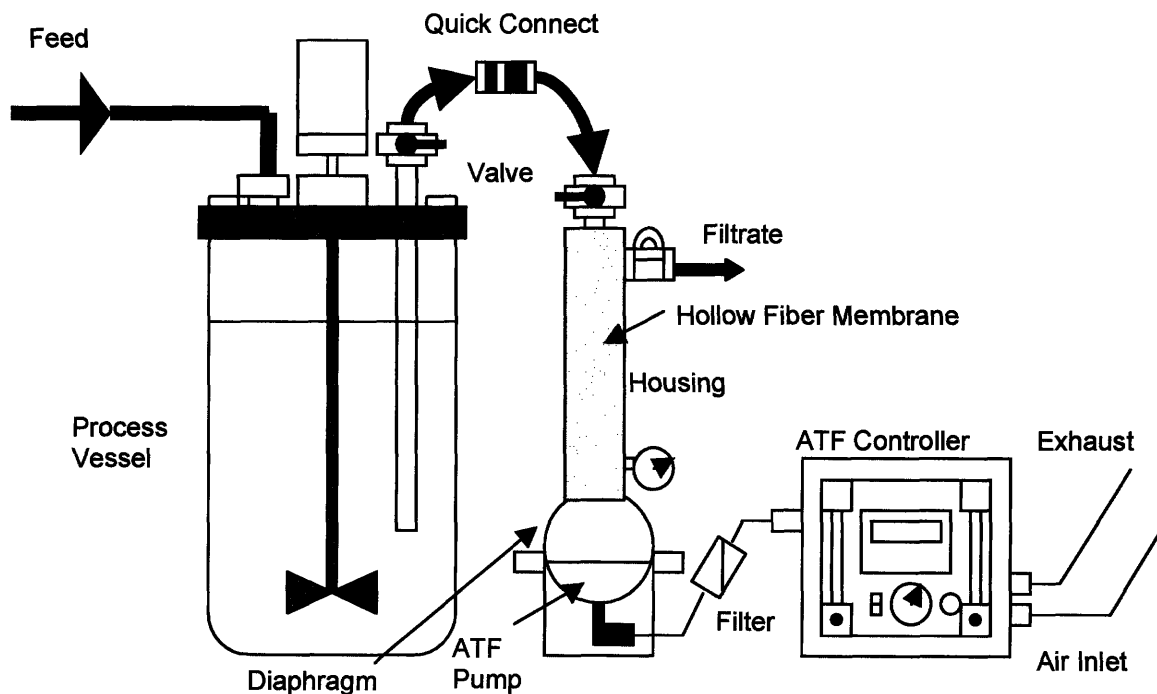 Quick Connect
Feed
Valve
Filtrate
Hollow Fiber Membrane
Housing
Process
Vessel
ATF Controller
Exhaust
Filter
ATF
Pump
Diaphragm
Air Inlet